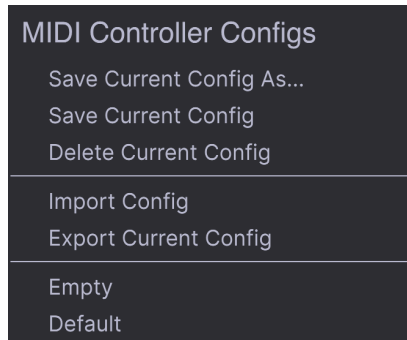 MIDI Controller Configs
Save Current Config As...
Save Current Config
Delete Current Config
Import Config
Export Current Config
Empty
Default